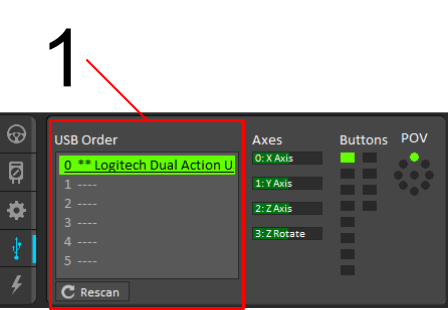 1
USB Order
0 ** Logitech Dual Action U
1 ----
2 ----
3 ----
4 ----
5 ----
Rescan
Axes
0: X Axis
1: Y Axis
2: Z Axis
3: Z Rotate
Buttons
POV